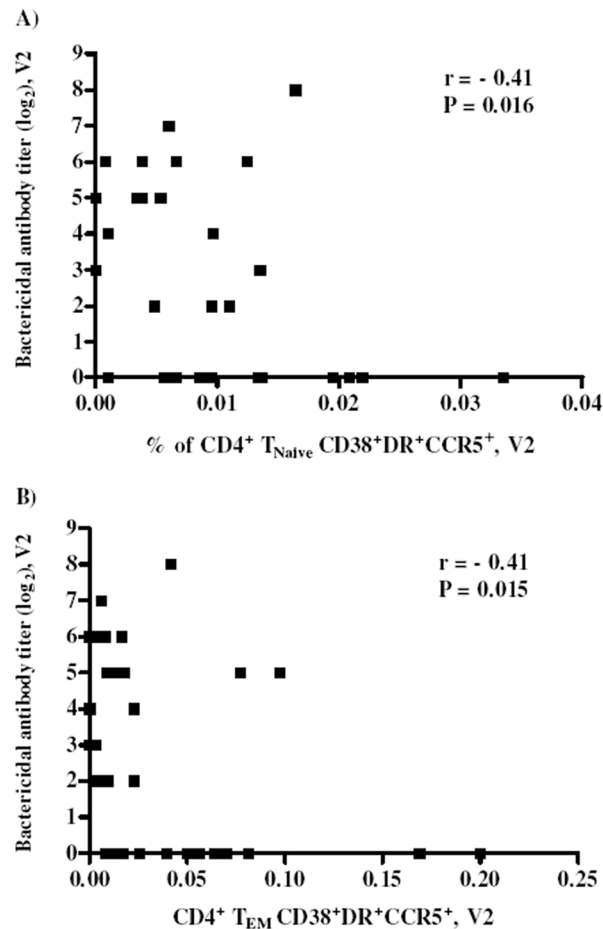 A)
Bactericidal antibody titer (log₂), V2
9
8
7
6
5
4
3
2
1
0
r = - 0.41
P = 0.016
0.00 0.01 0.02 0.03 0.04
% of CD4⁺ T_Naive CD38⁺DR⁺CCR5⁺, V2
B)
Bactericidal antibody titer (log₂), V2
9
8
7
6
5
4
3
2
1
0
r = - 0.41
P = 0.015
0.00 0.05 0.10 0.15 0.20 0.25
CD4⁺ T_EM CD38⁺DR⁺CCR5⁺, V2